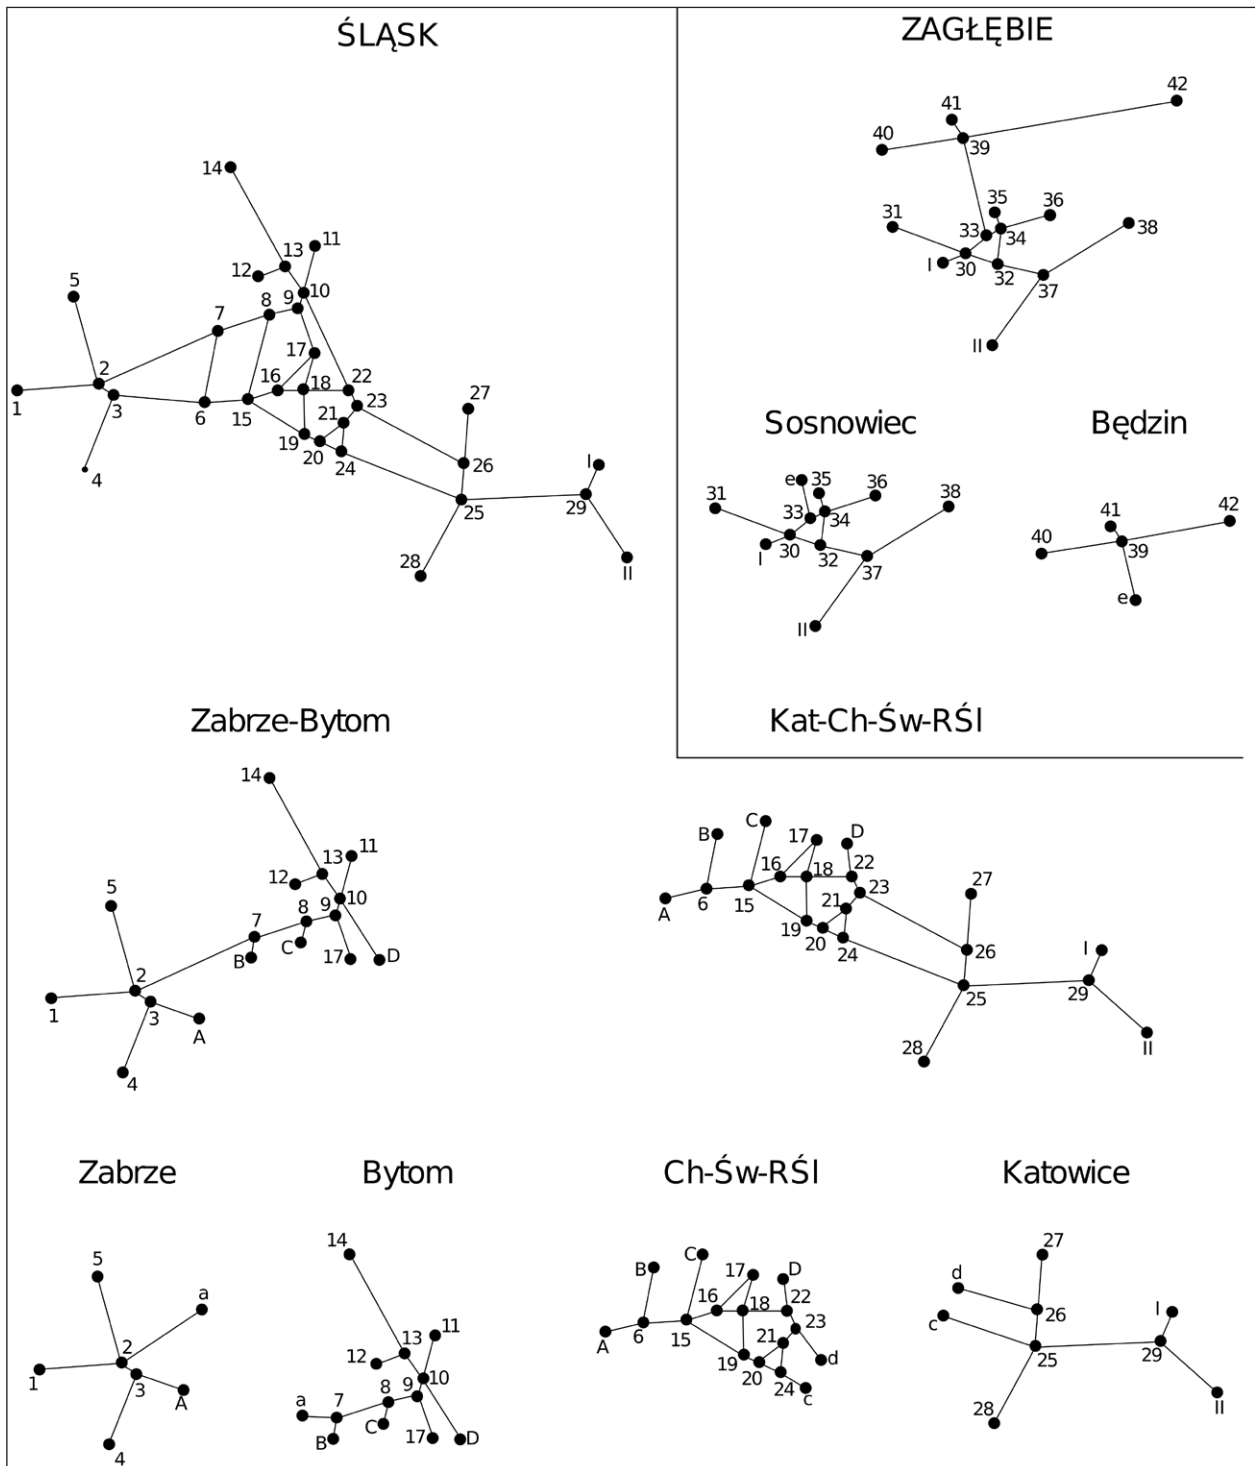 ŚLĄSK
14
11
13
12
10
5
9
8
7
17
2
16
18
22
27
1
3
23
6
15
21
19
20
I
4
24
26
25
29
28
II
ZAGŁĘBIE
42
41
40
39
35
36
31
33
34
38
I
30
32
37
II
Sosnowiec
e
35
36
31
38
33
34
I
30
32
37
II
Będzin
41
42
40
39
e
Zabrze-Bytom
14
11
13
12
5
10
9
8
7
C
B
17
D
2
1
3
A
4
Kat-Ch-Św-RŚl
C
B
17
D
16
18
22
27
23
A
6
15
21
19
20
I
24
26
25
29
28
II
Zabrze
5
a
2
1
3
A
4
Bytom
14
11
13
12
10
9
8
a
7
C
B
17
D
Ch-Św-RŚl
C
B
17
D
16
18
22
23
A
6
15
21
19
20
d
24
c
Katowice
27
d
I
c
26
25
29
28
II